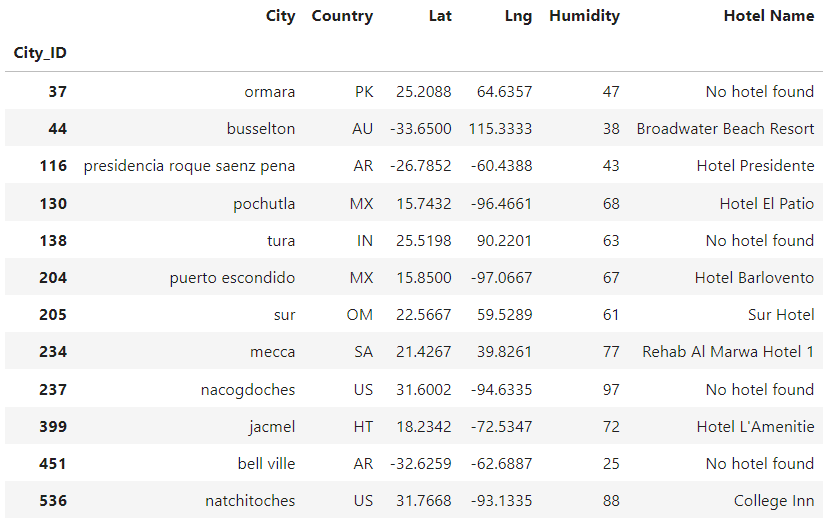 City Country Lat Lng Humidity Hotel Name
City_ID
37 ormara PK 25.2088 64.6357 47 No hotel found
44 busselton AU -33.6500 115.3333 38 Broadwater Beach Resort
116 presidencia roque saenz pena AR -26.7852 -60.4388 43 Hotel Presidente
130 pochutla MX 15.7432 -96.4661 68 Hotel El Patio
138 tura IN 25.5198 90.2201 63 No hotel found
204 puerto escondido MX 15.8500 -97.0667 67 Hotel Barlovento
205 sur OM 22.5667 59.5289 61 Sur Hotel
234 mecca SA 21.4267 39.8261 77 Rehab Al Marwa Hotel 1
237 nacogdoches US 31.6002 -94.6335 97 No hotel found
399 jacmel HT 18.2342 -72.5347 72 Hotel L'Amenitie
451 bell ville AR -32.6259 -62.6887 25 No hotel found
536 natchitoches US 31.7668 -93.1335 88 College Inn